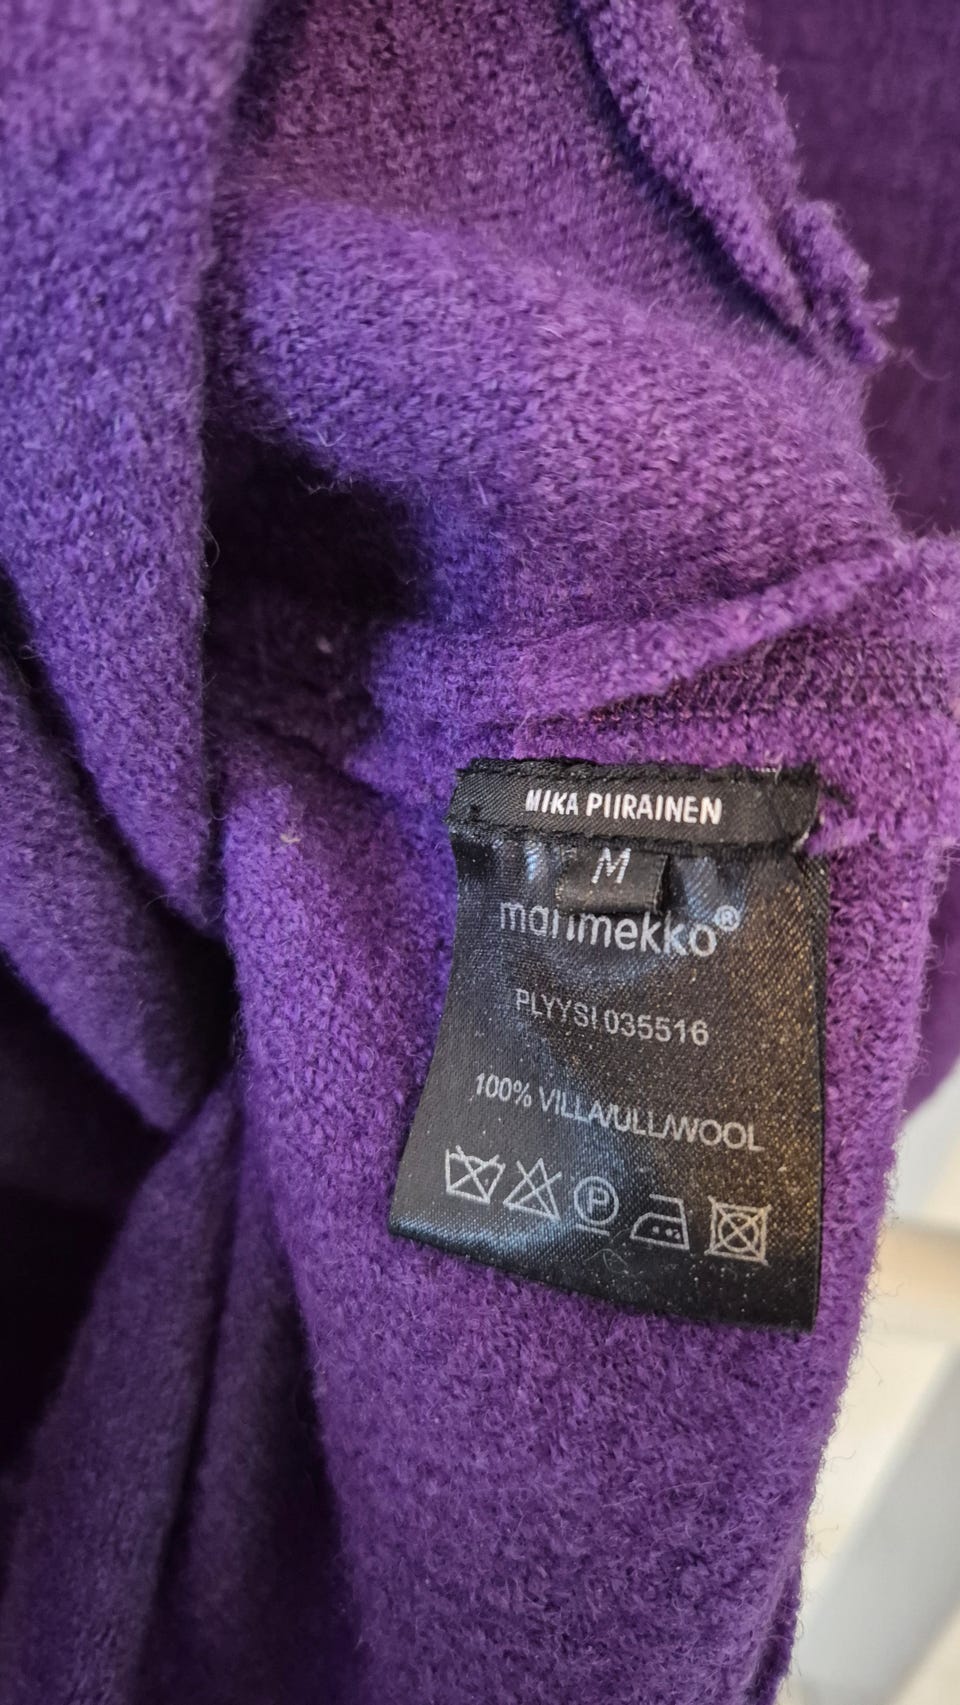 MIKA PIIRAINEN
M
marimekko®
PLYYSI 035516
100% VILLA/ULL/WOOL
P